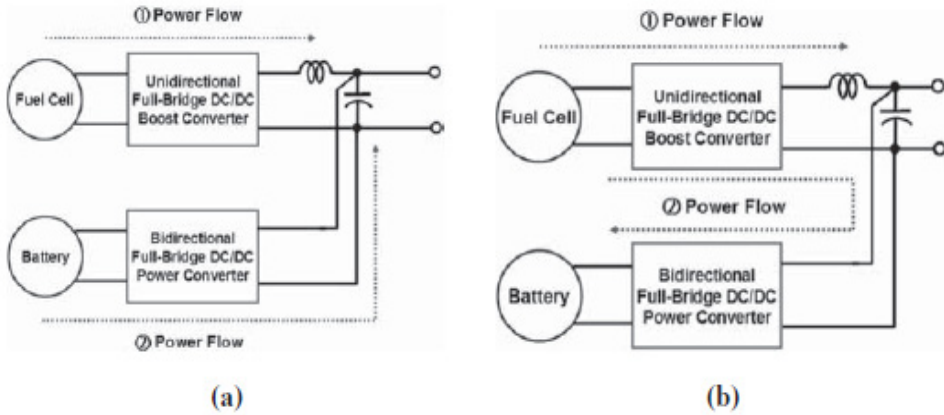 ① Power Flow
Fuel Cell
Unidirectional
Full-Bridge DC/DC
Boost Converter
Battery
Bidirectional
Full-Bridge DC/DC
Power Converter
② Power Flow
(a)
① Power Flow
Fuel Cell
Unidirectional
Full-Bridge DC/DC
Boost Converter
② Power Flow
Battery
Bidirectional
Full-Bridge DC/DC
Power Converter
(b)